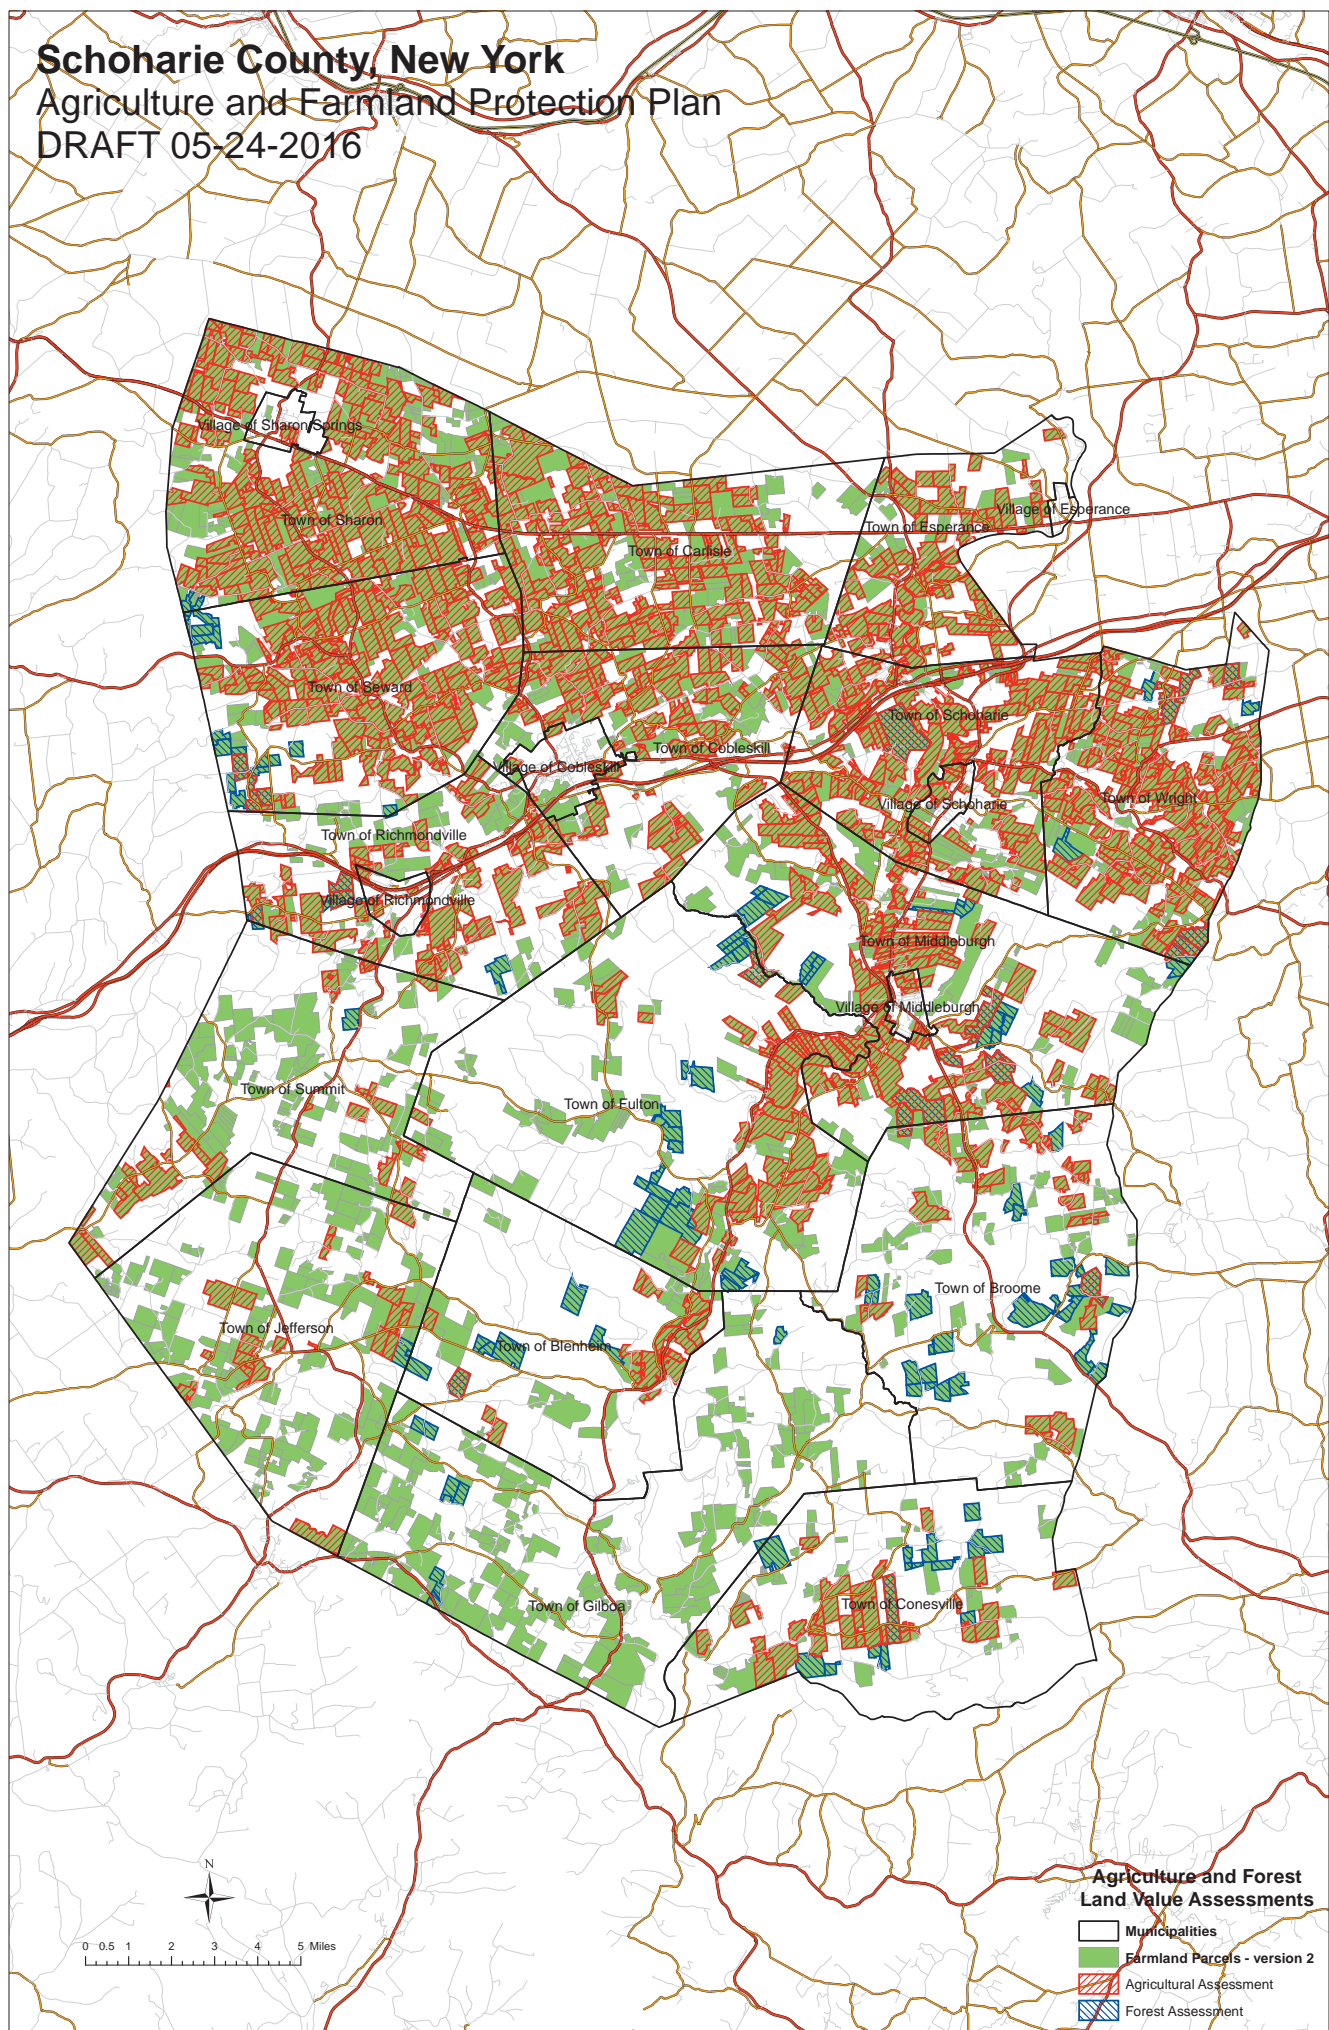 Schoharie County, New York
Agriculture and Farmland Protection Plan
DRAFT 05-24-2016
Village of Sharon Springs
Town of Sharon
Village of Esperance
Town of Esperance
Town of Carlisle
Town of Seward
Town of Schoharie
Town of Cobleskill
Village of Cobleskill
Town of Wright
Village of Schoharie
Town of Richmondville
Village of Richmondville
Town of Middleburgh
Village of Middleburgh
Town of Summit
Town of Fulton
Town of Broome
Town of Jefferson
Town of Blenheim
Town of Conesville
Town of Gilboa
N
0 0.5 1 2 3 4 5 Miles
Agriculture and Forest
Land Value Assessments
Municipalities
Farmland Parcels - version 2
Agricultural Assessment
Forest Assessment